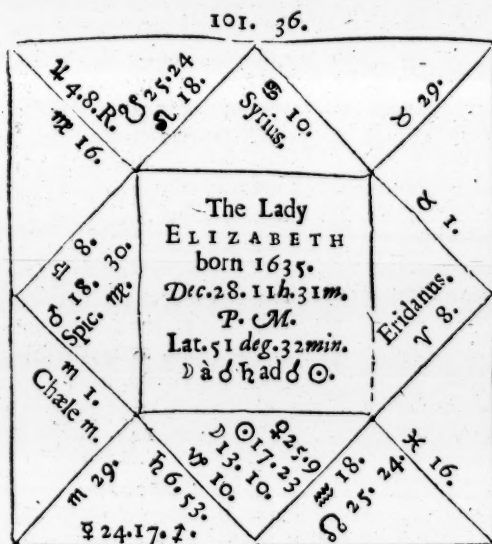 101. 36.
♃ 4.8.R.
♍ 16.
☋ 25.24
♌ 18.
♋ 10.
Syrius.
♉ 29.
♉ 1.
Eridanus.
♈ 8.
The Lady
ELIZABETH
born 1635.
Dec. 28. 11h. 31m.
P. M.
Lat. 51 deg. 32 min.
☽ à ☌ ♄ ad ☌ ☉.
♎ 8.
♂ 18. 30.
Spic. ♍.
♏ 1.
Chæle ♏.
♏ 29.
♄ 6.53.
☿ 24.17. ♐.
♀ 25.9
☉ 17.23
☽ 13. 10.
♑ 10.
♒ 18.
☊ 25. 24.
♓ 16.